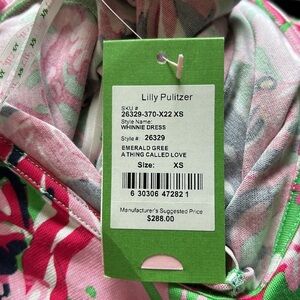 Lilly Pulitzer
SKU #
26329-370-X22 XS
Style Name:
WHINNIE DRESS
Style #: 26329
EMERALD GREE
A THING CALLED LOVE
Size: XS
6 30306 47282 1
Manufacturer's Suggested Price
$288.00
XS